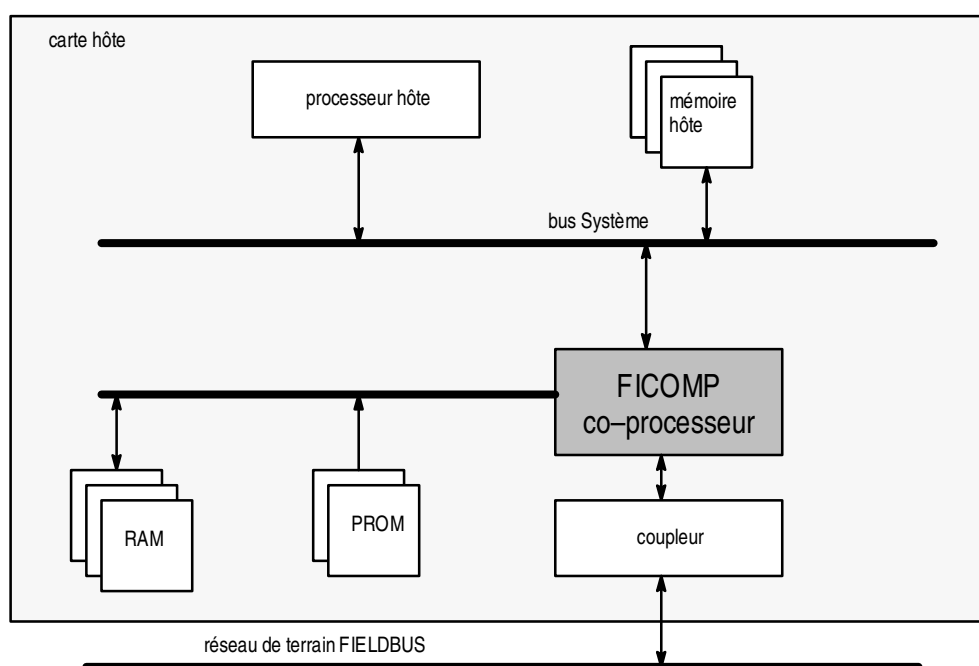 carte hôte
processeur hôte
mémoire
hôte
bus Système
FICOMP
co–processeur
RAM
PROM
coupleur
réseau de terrain FIELDBUS